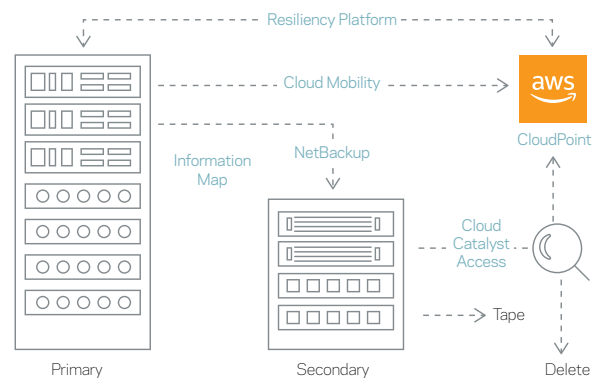 Resiliency Platform
Cloud Mobility
aws
CloudPoint
NetBackup
Information
Map
Cloud
Catalyst
Access
Tape
Primary
Secondary
Delete